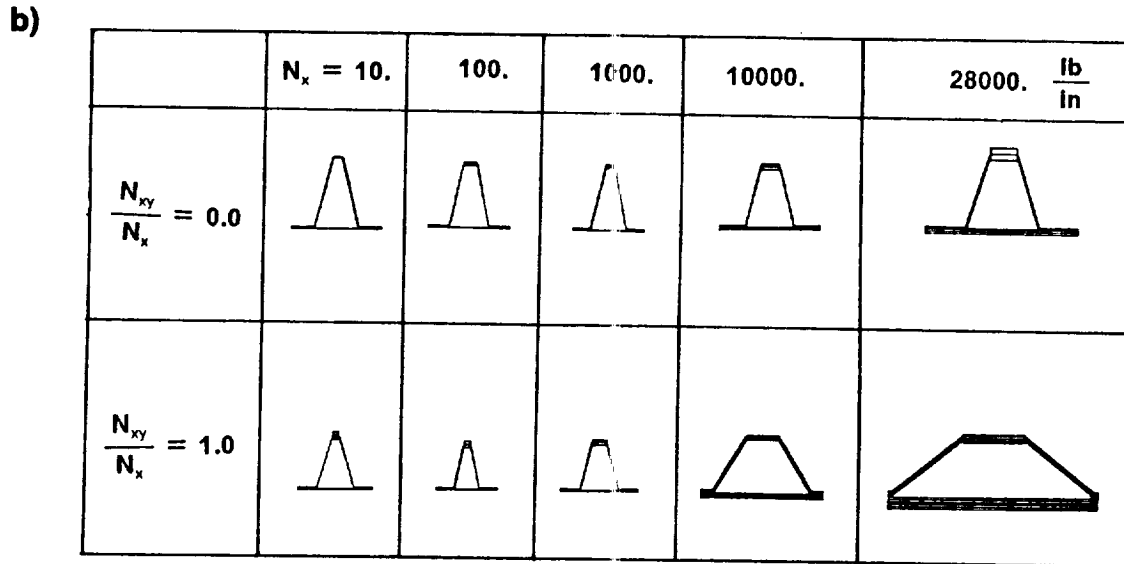 b)
N_x = 10. 100. 1000. 10000. 28000. lb/in
N_xy/N_x = 0.0
N_xy/N_x = 1.0